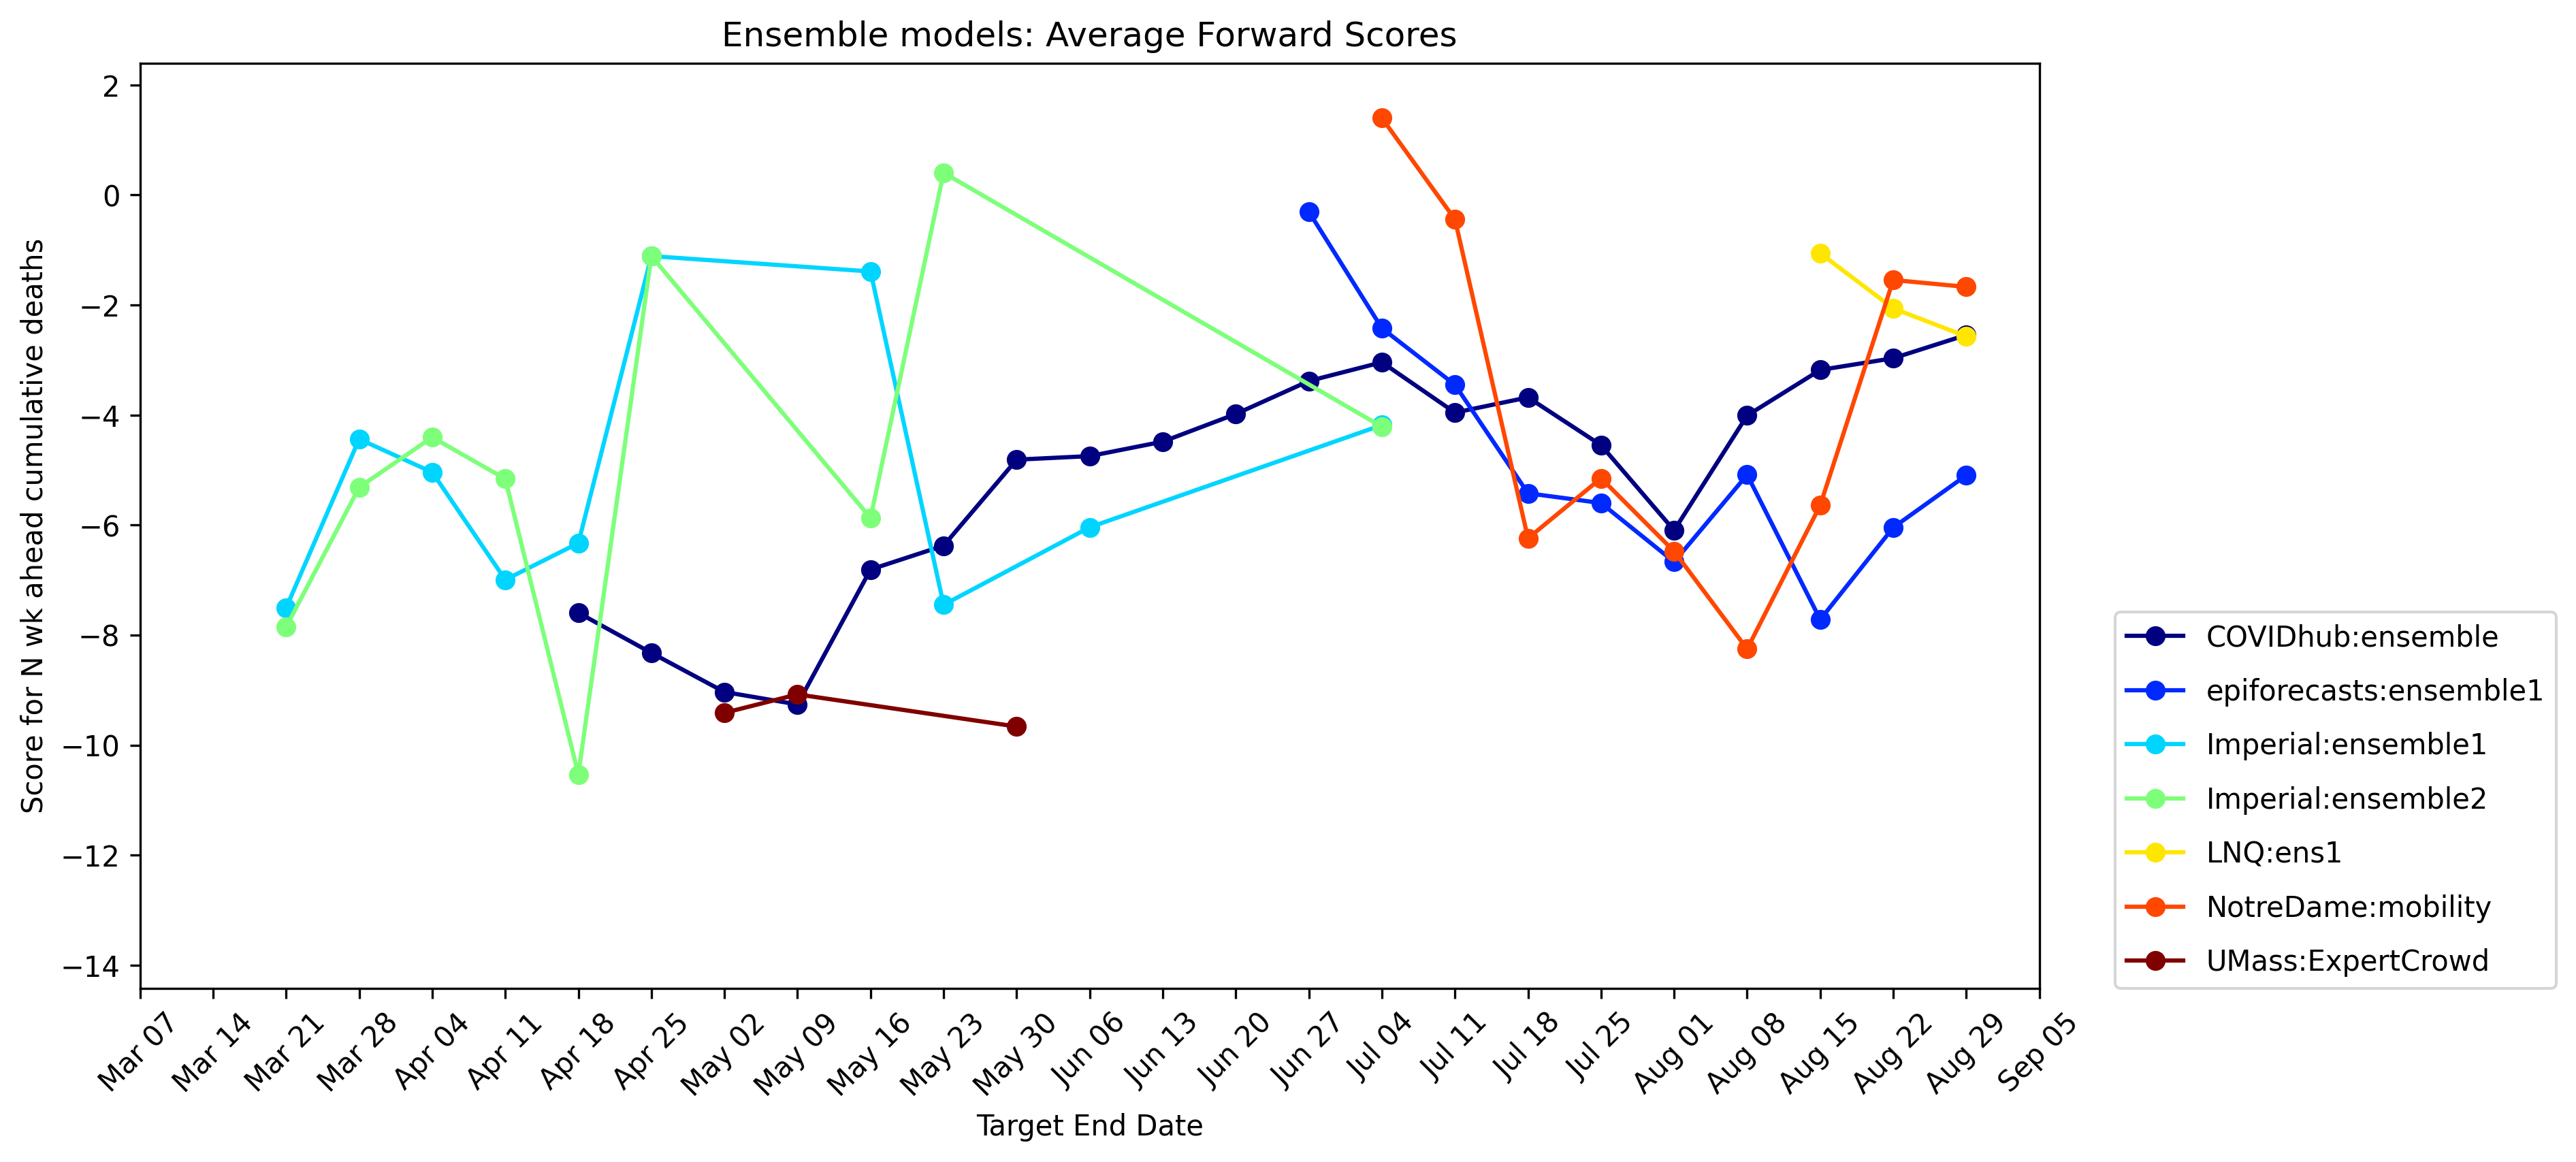 Ensemble models: Average Forward Scores
Score for N wk ahead cumulative deaths
2
0
−2
−4
−6
−8
−10
−12
−14
Mar 07
Mar 14
Mar 21
Mar 28
Apr 04
Apr 11
Apr 18
Apr 25
May 02
May 09
May 16
May 23
May 30
Jun 06
Jun 13
Jun 20
Jun 27
Jul 04
Jul 11
Jul 18
Jul 25
Aug 01
Aug 08
Aug 15
Aug 22
Aug 29
Sep 05
Target End Date
COVIDhub:ensemble
epiforecasts:ensemble1
Imperial:ensemble1
Imperial:ensemble2
LNQ:ens1
NotreDame:mobility
UMass:ExpertCrowd